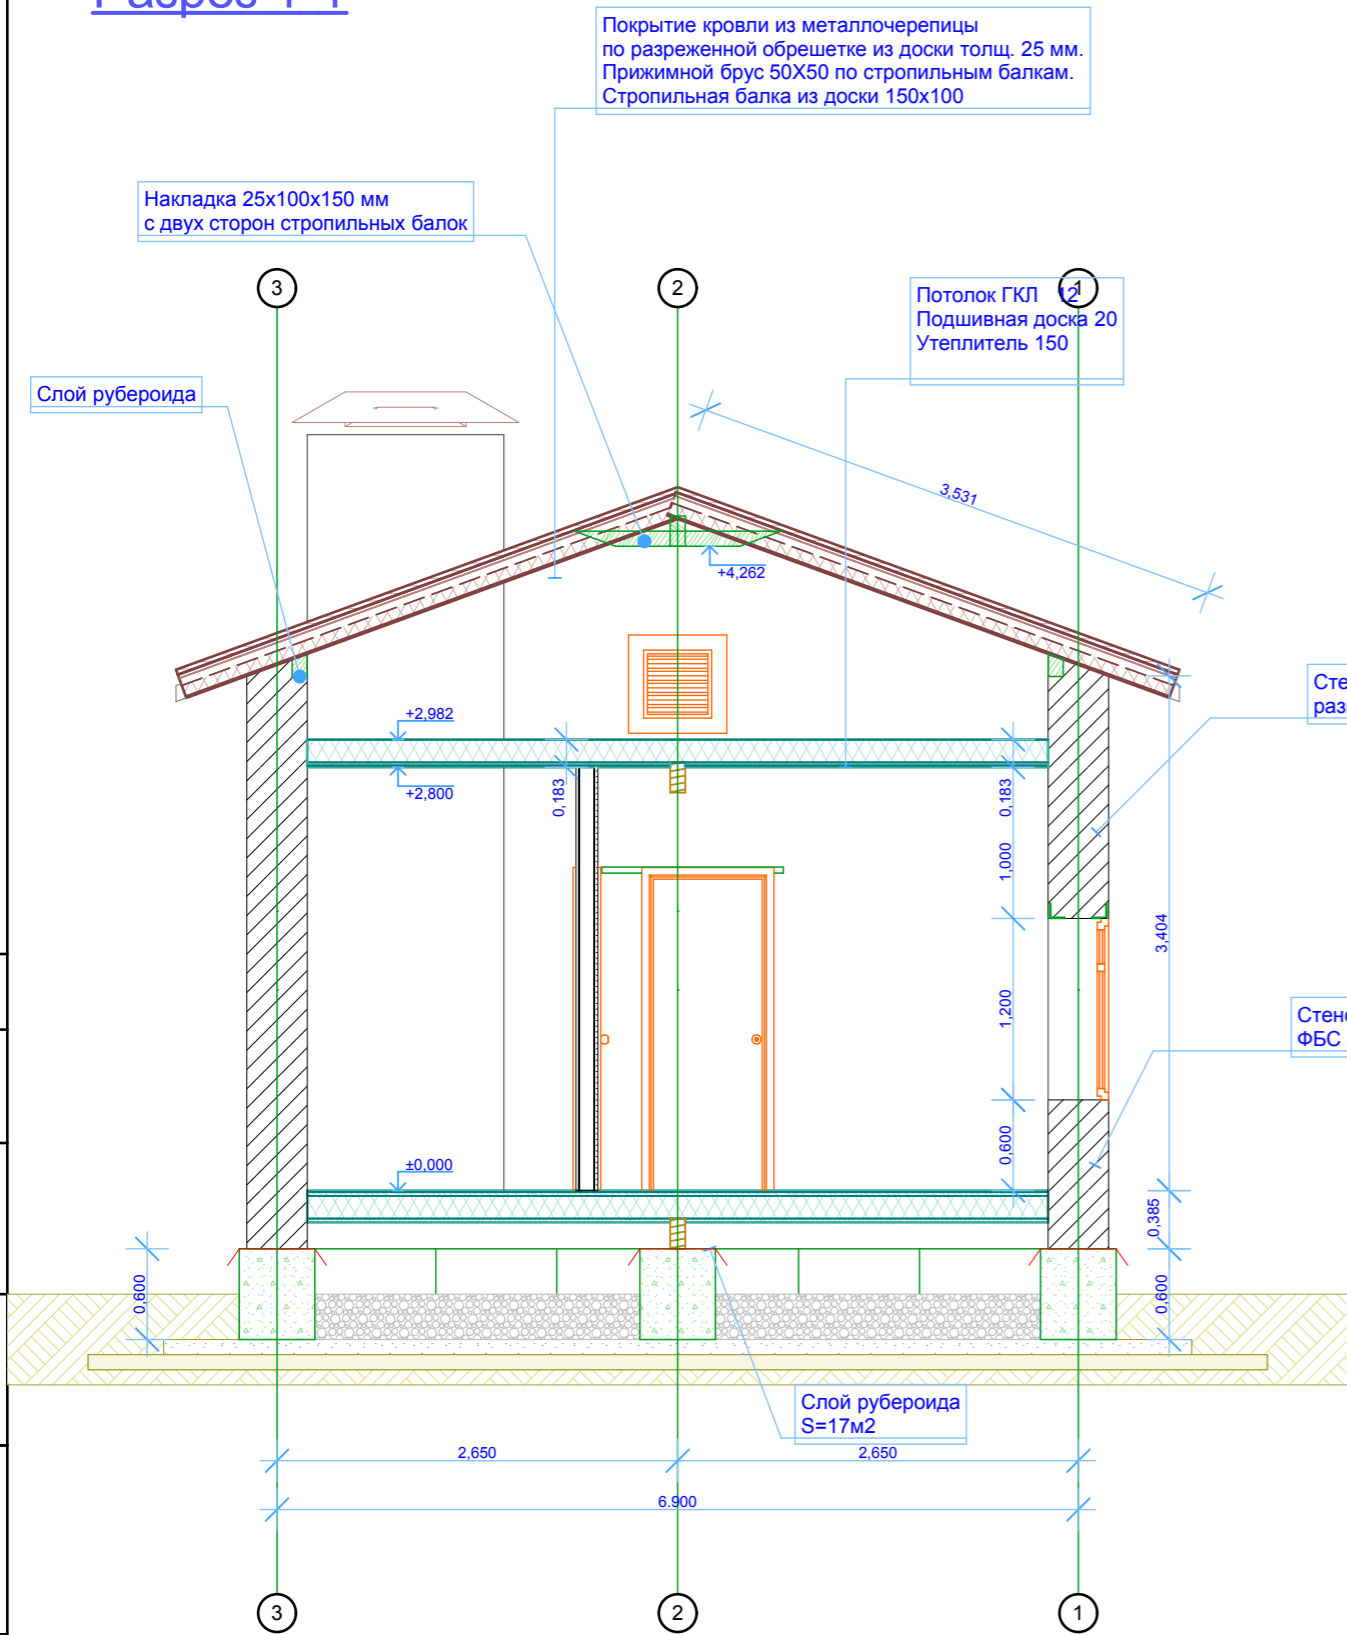 Разрез 1-1
Покрытие кровли из металлочерепицы
по разреженной обрешетке из доски толщ. 25 мм.
Прижимной брус 50Х50 по стропильным балкам.
Стропильная балка из доски 150х100
Накладка 25х100х150 мм
с двух сторон стропильных балок
3
2
1
Потолок ГКЛ 12
Подшивная доска 20
Утеплитель 150
Слой рубероида
3,531
+4,262
+2,982
+2,800
0,183
0,183
1,000
3,404
1,200
ФБС
0,600
±0,000
0,385
0,600
0,600
Слой рубероида
S=17м2
2,650
2,650
6.900
3
2
1